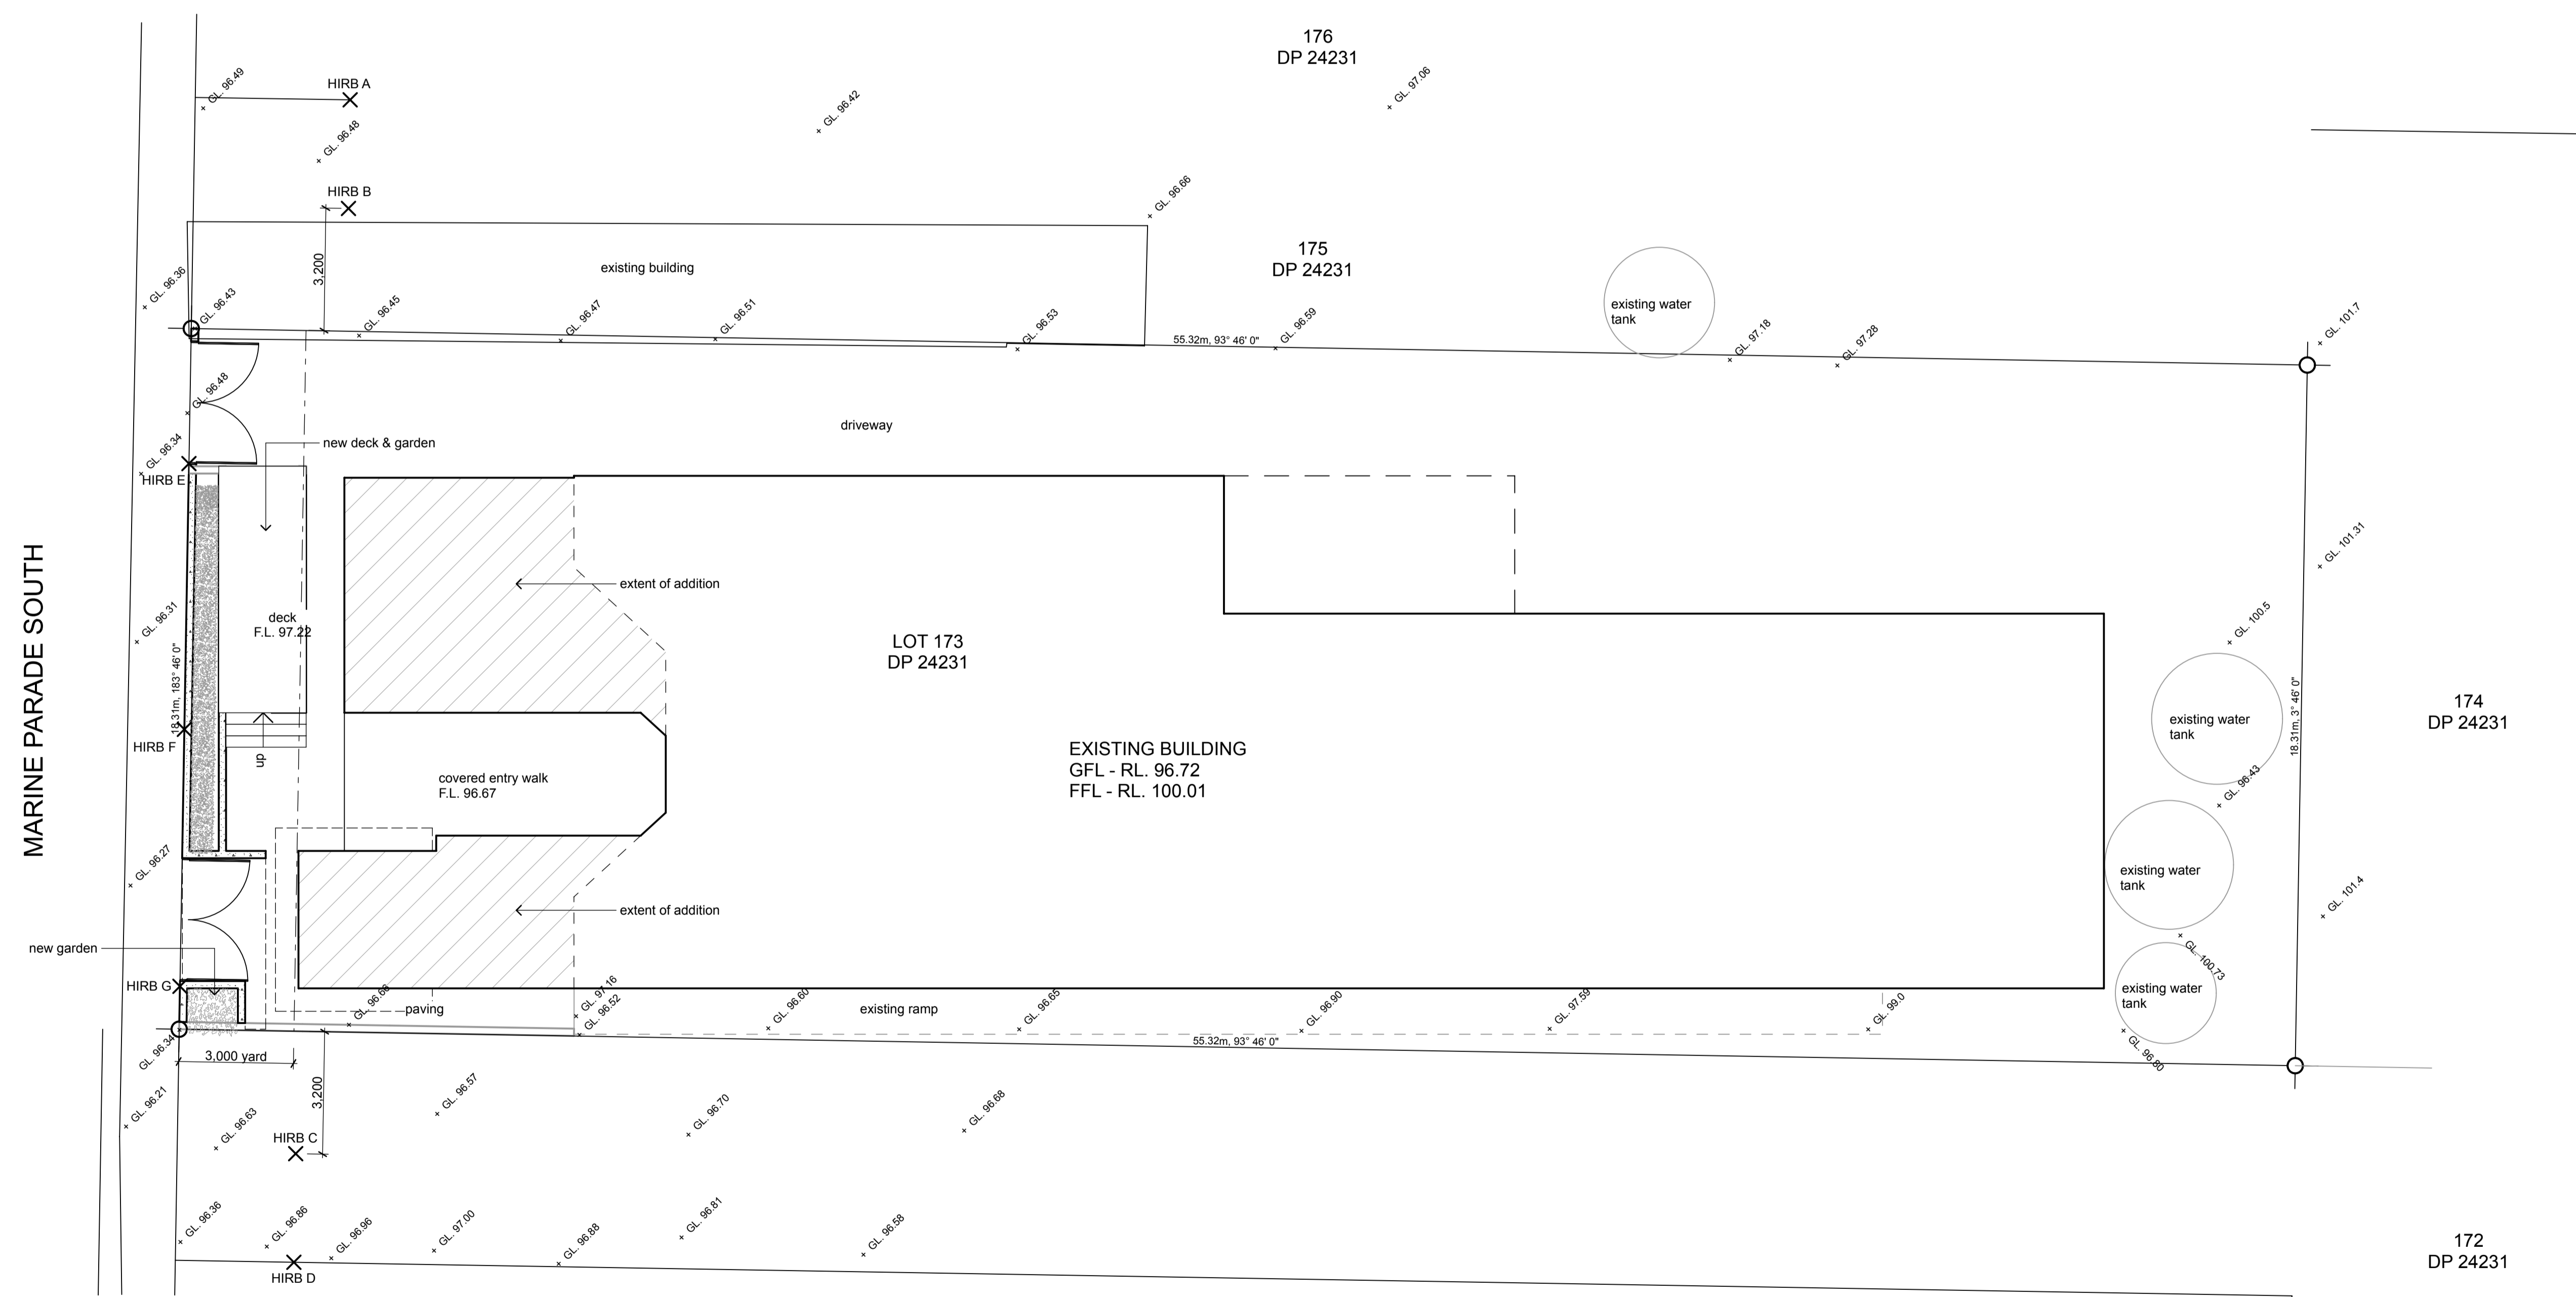 176
DP 24231
GL. 96.49
HIRB A
GL. 96.48
GL. 96.42
GL. 97.06
HIRB B
GL. 96.66
3,200
existing building
175
DP 24231
existing water
tank
GL. 96.36
GL. 96.43
GL. 96.45
GL. 96.47
GL. 96.51
GL. 96.53
55.32m, 93° 46' 0"
GL. 96.59
GL. 97.18
GL. 97.28
GL. 101.7
GL. 96.48
driveway
new deck & garden
GL. 96.34
HIRB E
MARINE PARADE SOUTH
extent of addition
GL. 101.31
GL. 96.31
deck
F.L. 97.22
LOT 173
DP 24231
GL. 100.5
18.31m, 183° 46' 0"
18.31m, 3° 46' 0"
174
DP 24231
existing water
tank
HIRB F
up
covered entry walk
F.L. 96.67
EXISTING BUILDING
GFL - RL. 96.72
FFL - RL. 100.01
GL. 96.43
GL. 96.27
existing water
tank
GL. 101.4
extent of addition
new garden
GL. 100.73
HIRB G
GL. 96.66
paving
GL. 97.16
GL. 96.52
GL. 96.60
existing ramp
GL. 96.65
GL. 96.90
GL. 97.59
GL. 99.0
existing water
tank
GL. 96.34
3,000 yard
55.32m, 93° 46' 0"
GL. 96.80
GL. 96.21
GL. 96.63
3,200
GL. 96.57
GL. 96.70
GL. 96.68
HIRB C
GL. 96.36
GL. 96.86
GL. 96.96
GL. 97.00
GL. 96.88
GL. 96.81
GL. 96.58
HIRB D
172
DP 24231